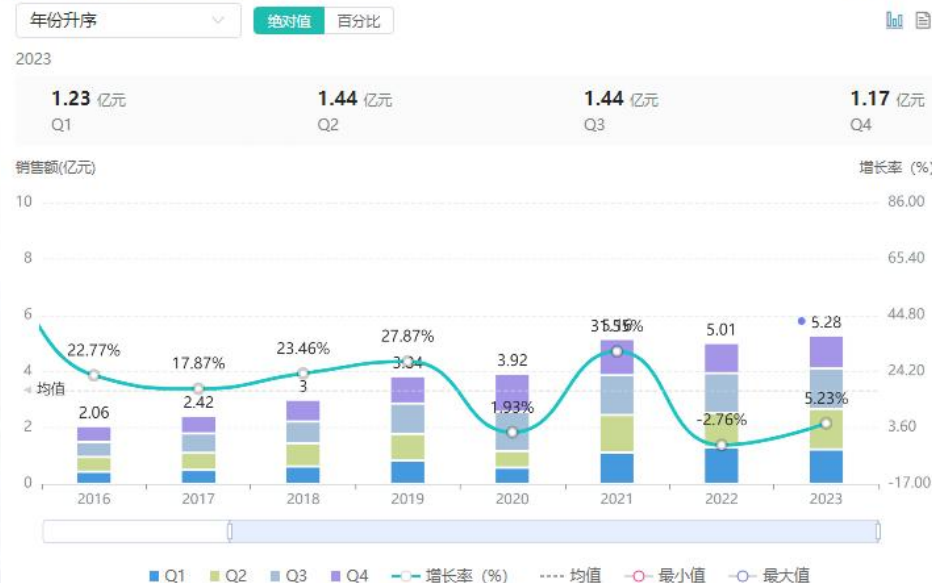 年份升序 绝对值 百分比
2023
1.23 亿元 1.44 亿元 1.44 亿元 1.17 亿元
Q1 Q2 Q3 Q4
销售额(亿元) 增长率 (%)
10 86.00
8 65.40
6 44.80
5.28
5.01
22.77% 17.87% 23.46% 27.87% 3.92
4 24.20
均值
2.06 2.42 3
1.93% -2.76% 5.23%
2 3.60
0 -17.00
2016 2017 2018 2019 2020 2021 2022 2023
Q1 Q2 Q3 Q4 增长率 (%) 均值 最小值 最大值